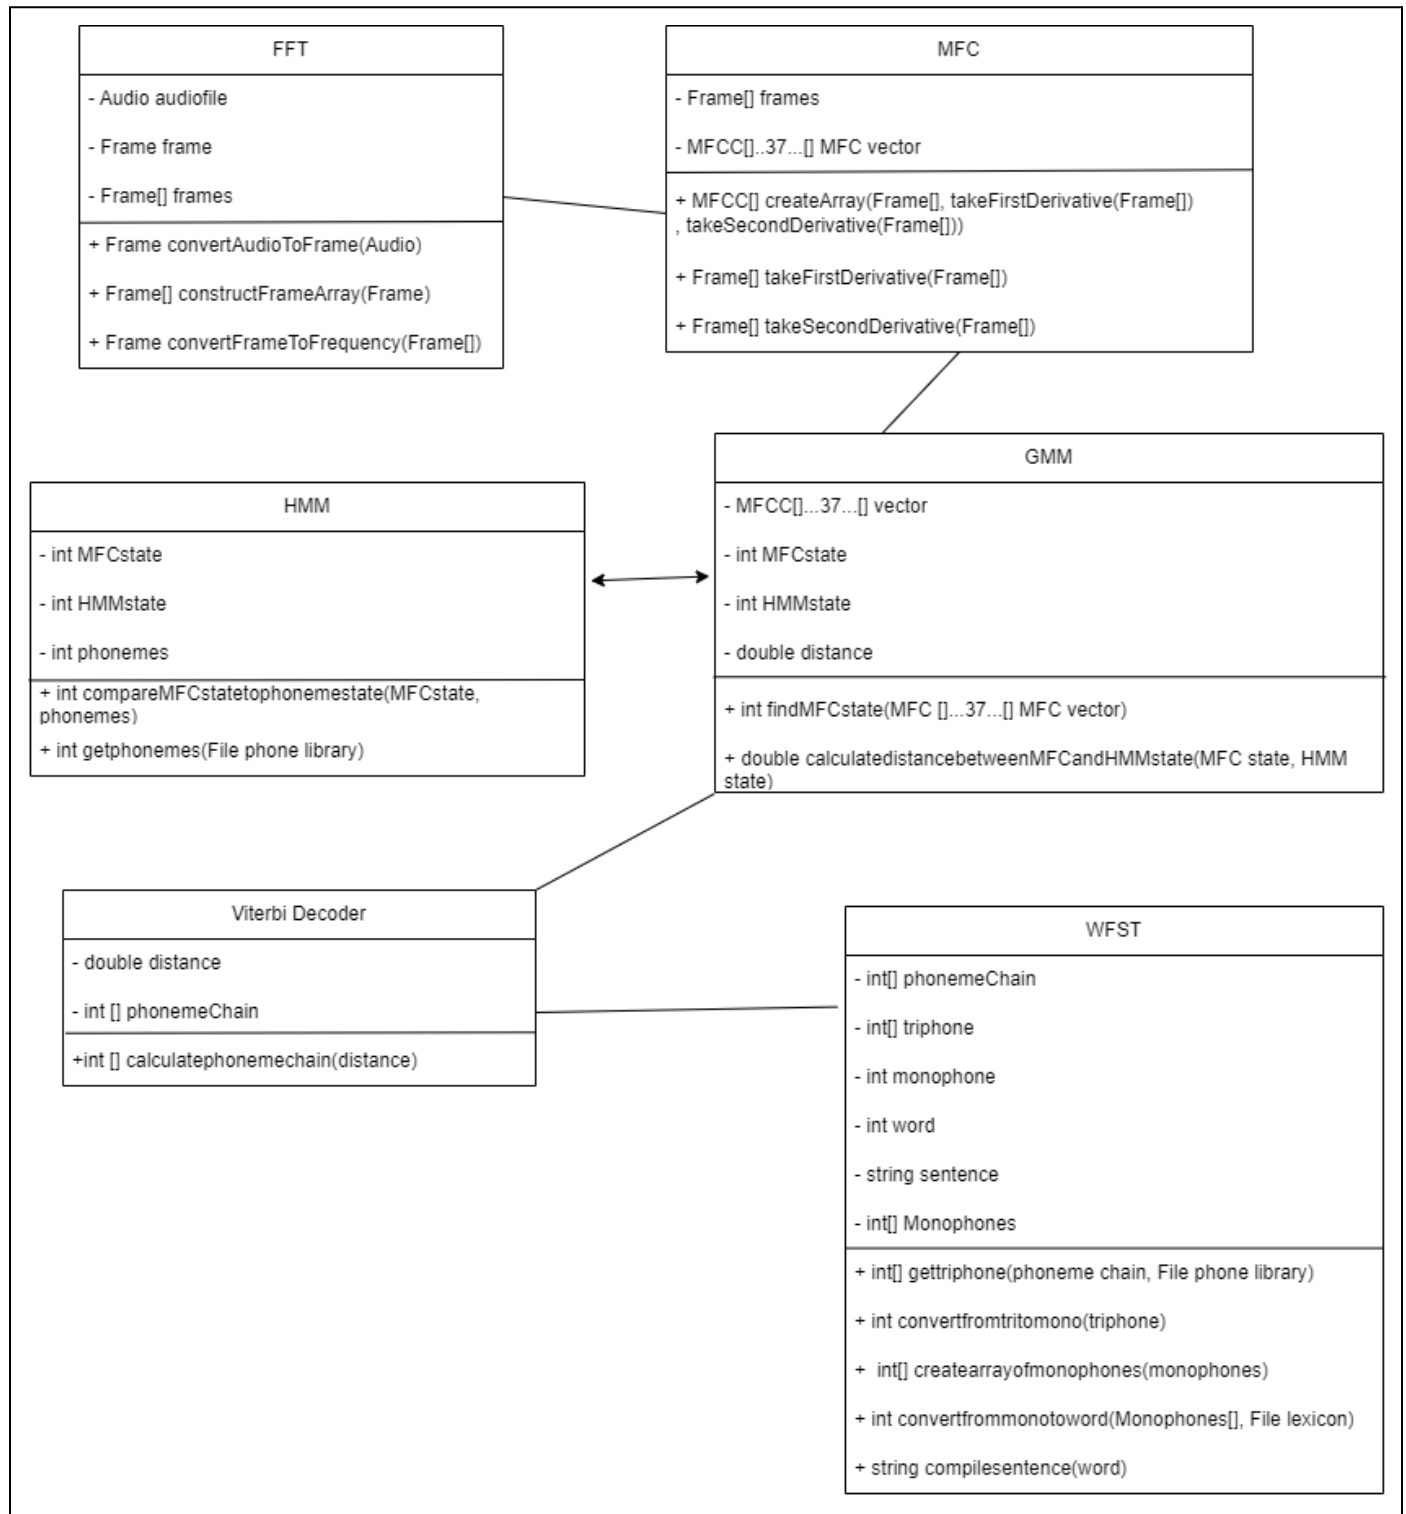 FFT
- Audio audiofile
- Frame frame
- Frame[] frames
+ Frame convertAudioToFrame(Audio)
+ Frame[] constructFrameArray(Frame)
+ Frame convertFrameToFrequency(Frame[])
MFC
- Frame[] frames
- MFCC[]..37...[] MFC vector
+ MFCC[] createArray(Frame[], takeFirstDerivative(Frame[])
, takeSecondDerivative(Frame[]))
+ Frame[] takeFirstDerivative(Frame[])
+ Frame[] takeSecondDerivative(Frame[])
HMM
- int MFCstate
- int HMMstate
- int phonemes
+ int compareMFCstatetophonemestate(MFCstate,
phonemes)
+ int getphonemes(File phone library)
GMM
- MFCC[]...37...[] vector
- int MFCstate
- int HMMstate
- double distance
+ int findMFCstate(MFC []...37...[] MFC vector)
+ double calculatedistancebetweenMFCandHMMstate(MFC state, HMM
state)
Viterbi Decoder
- double distance
- int [] phonemeChain
+int [] calculatephonemechain(distance)
WFST
- int[] phonemeChain
- int[] triphone
- int monophone
- int word
- string sentence
- int[] Monophones
+ int[] gettriphone(phoneme chain, File phone library)
+ int convertfromtritomono(triphone)
+  int[] createarrayofmonophones(monophones)
+ int convertfrommonotoword(Monophones[], File lexicon)
+ string compilesentence(word)